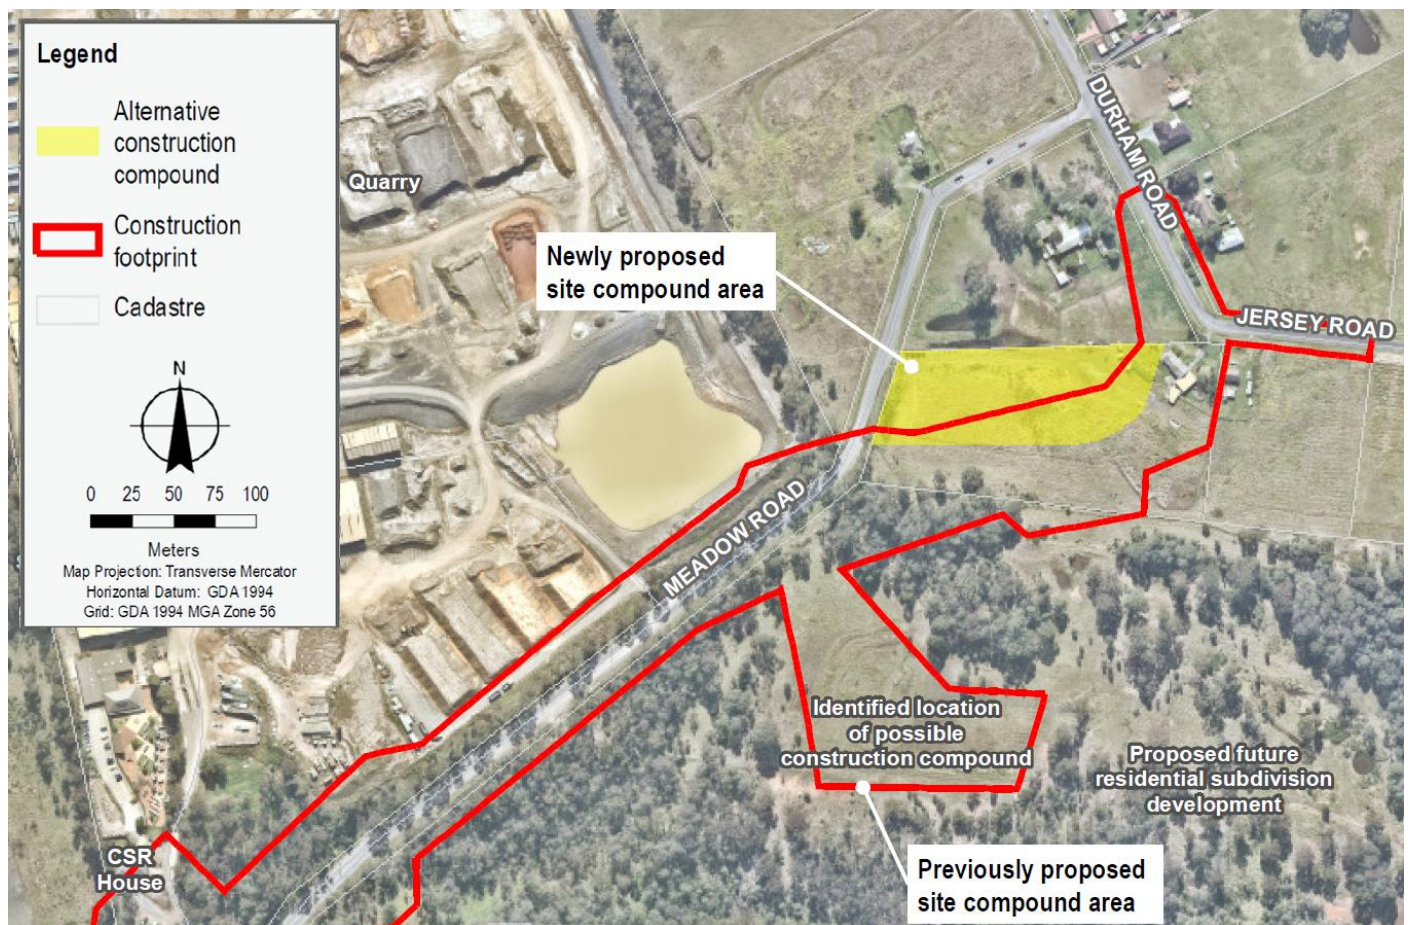 Legend
Alternative
construction
compound
Construction
footprint
Cadastre
N
0 25 50 75 100
Meters
Map Projection: Transverse Mercator
Horizontal Datum: GDA 1994
Grid: GDA 1994 MGA Zone 56
Quarry
Newly proposed
site compound area
DURHAM ROAD
JERSEY ROAD
MEADOW ROAD
Identified location
of possible
construction compound
Proposed future
residential subdivision
development
CSR
House
Previously proposed
site compound area